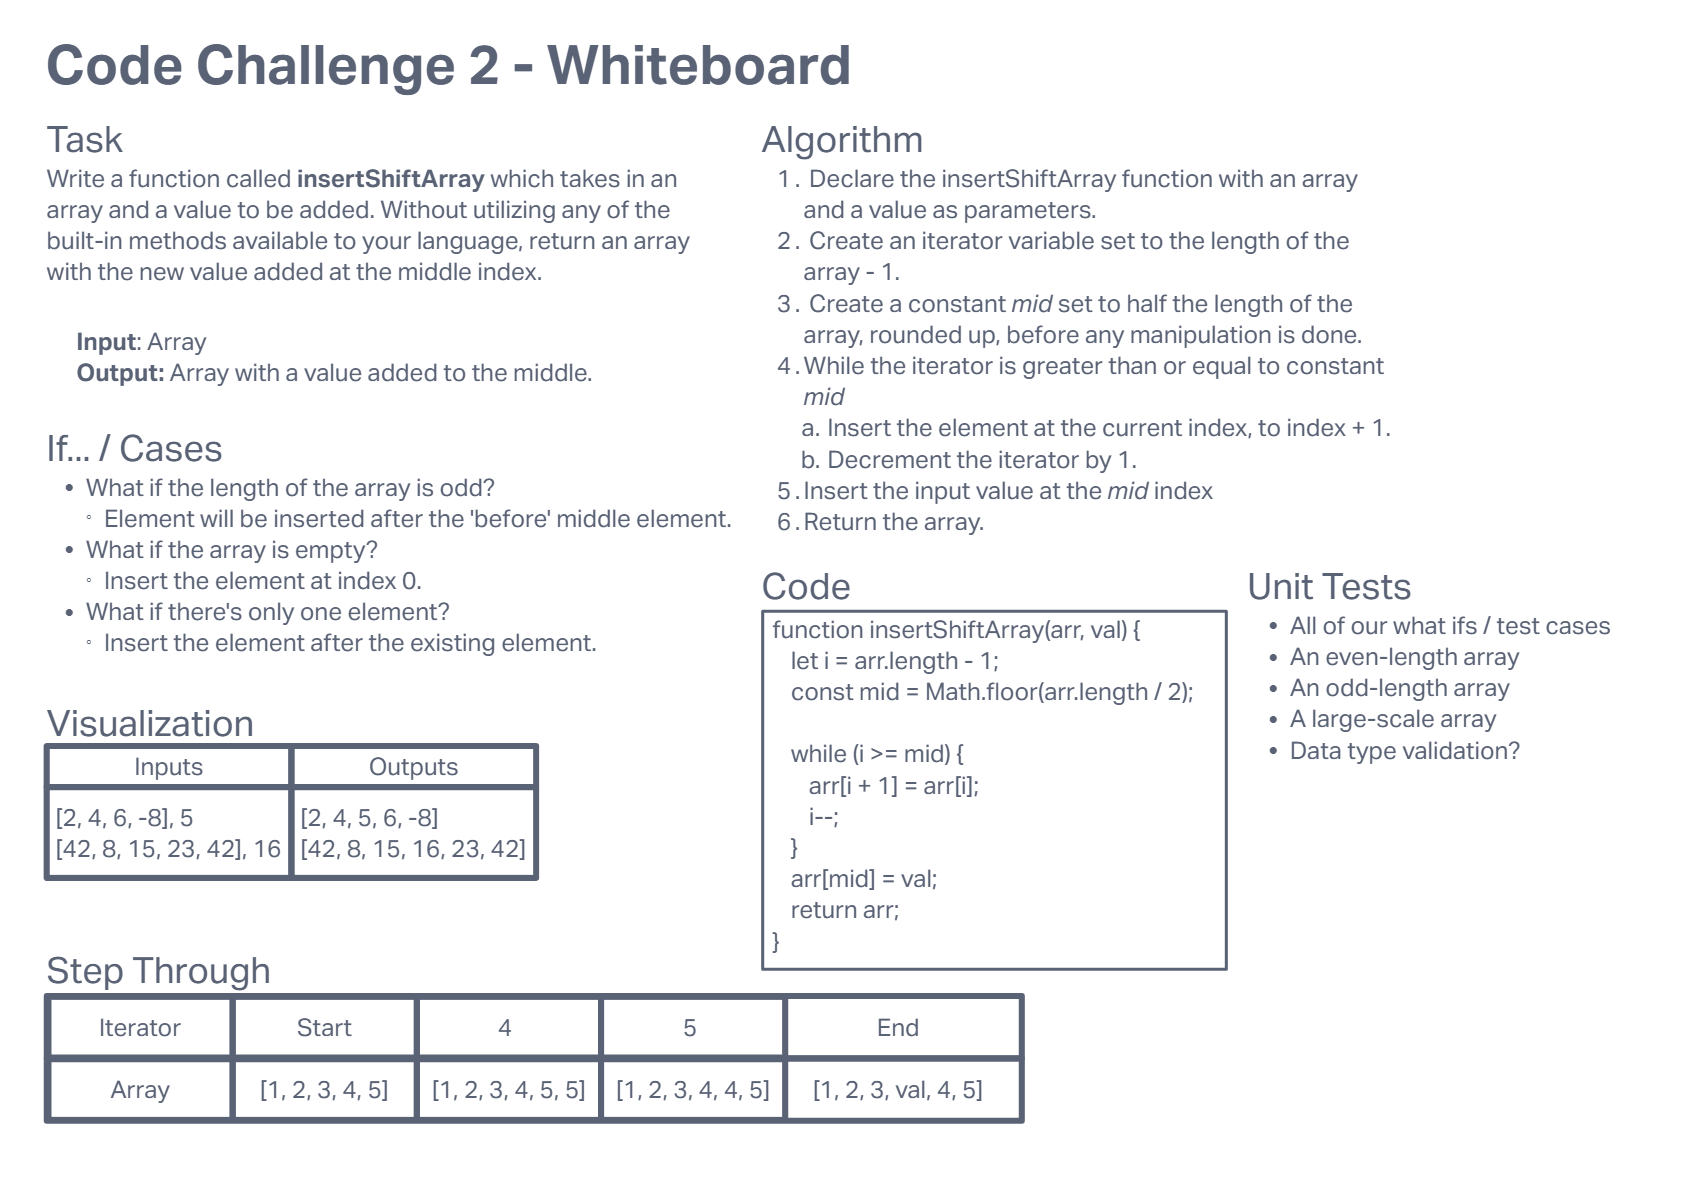 Code Challenge 2 - Whiteboard
Task
Write a function called insertShiftArray which takes in an
array and a value to be added. Without utilizing any of the
built-in methods available to your language, return an array
with the new value added at the middle index.
Input: Array
Output: Array with a value added to the middle.
If... / Cases
• What if the length of the array is odd?
◦ Element will be inserted after the 'before' middle element.
• What if the array is empty?
◦ Insert the element at index 0.
• What if there's only one element?
◦ Insert the element after the existing element.
Visualization
Inputs Outputs
[2, 4, 6, -8], 5 [2, 4, 5, 6, -8]
[42, 8, 15, 23, 42], 16 [42, 8, 15, 16, 23, 42]
Algorithm
1. Declare the insertShiftArray function with an array
and a value as parameters.
2. Create an iterator variable set to the length of the
array - 1.
3. Create a constant mid set to half the length of the
array, rounded up, before any manipulation is done.
4. While the iterator is greater than or equal to constant
mid
a. Insert the element at the current index, to index + 1.
b. Decrement the iterator by 1.
5. Insert the input value at the mid index
6. Return the array.
Code
function insertShiftArray(arr, val) {
let i = arr.length - 1;
const mid = Math.floor(arr.length / 2);
while (i >= mid) {
arr[i + 1] = arr[i];
i--;
}
arr[mid] = val;
return arr;
}
Unit Tests
• All of our what ifs / test cases
• An even-length array
• An odd-length array
• A large-scale array
• Data type validation?
Step Through
Iterator Start 4 5 End
Array [1, 2, 3, 4, 5] [1, 2, 3, 4, 5, 5] [1, 2, 3, 4, 4, 5] [1, 2, 3, val, 4, 5]